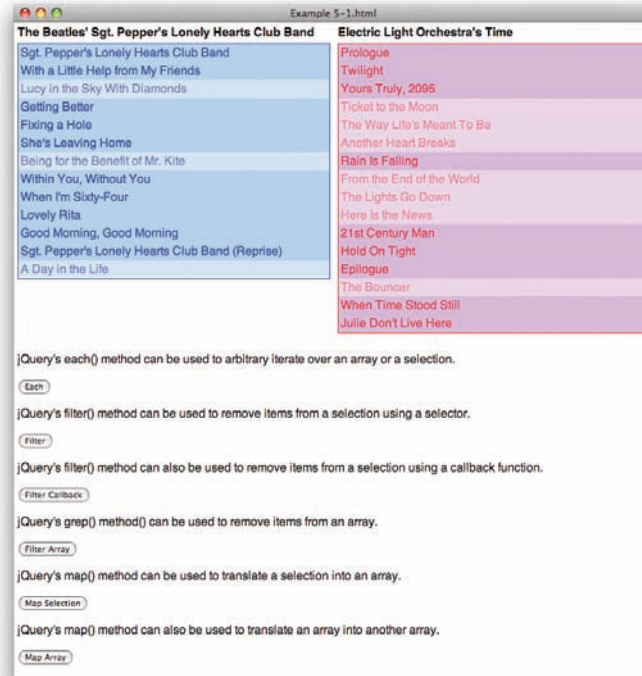 Example 5-1.html
The Beatles' Sgt. Pepper's Lonely Hearts Club Band
Sgt. Pepper's Lonely Hearts Club Band
With a Little Help from My Friends
Lucy in the Sky With Diamonds
Getting Better
Fixing a Hole
She's Leaving Home
Being for the Benefit of Mr. Kite
Within You, Without You
When I'm Sixty-Four
Lovely Rita
Good Morning, Good Morning
Sgt. Pepper's Lonely Hearts Club Band (Reprise)
A Day in the Life
Electric Light Orchestra's Time
Prologue
Twilight
Yours Truly, 2095
Ticket to the Moon
The Way Life's Meant To Be
Another Heart Breaks
Rain Is Falling
From the End of the World
The Lights Go Down
Here Is the News
21st Century Man
Hold On Tight
Epilogue
The Bouncer
When Time Stood Still
Julie Don't Live Here
jQuery's each() method can be used to arbitrary iterate over an array or a selection.
Each
jQuery's filter() method can be used to remove items from a selection using a selector.
Filter
jQuery's filter() method can also be used to remove items from a selection using a callback function.
Filter Callback
jQuery's grep() method() can be used to remove items from an array.
Filter Array
jQuery's map() method can be used to translate a selection into an array.
Map Selection
jQuery's map() method can also be used to translate an array into another array.
Map Array